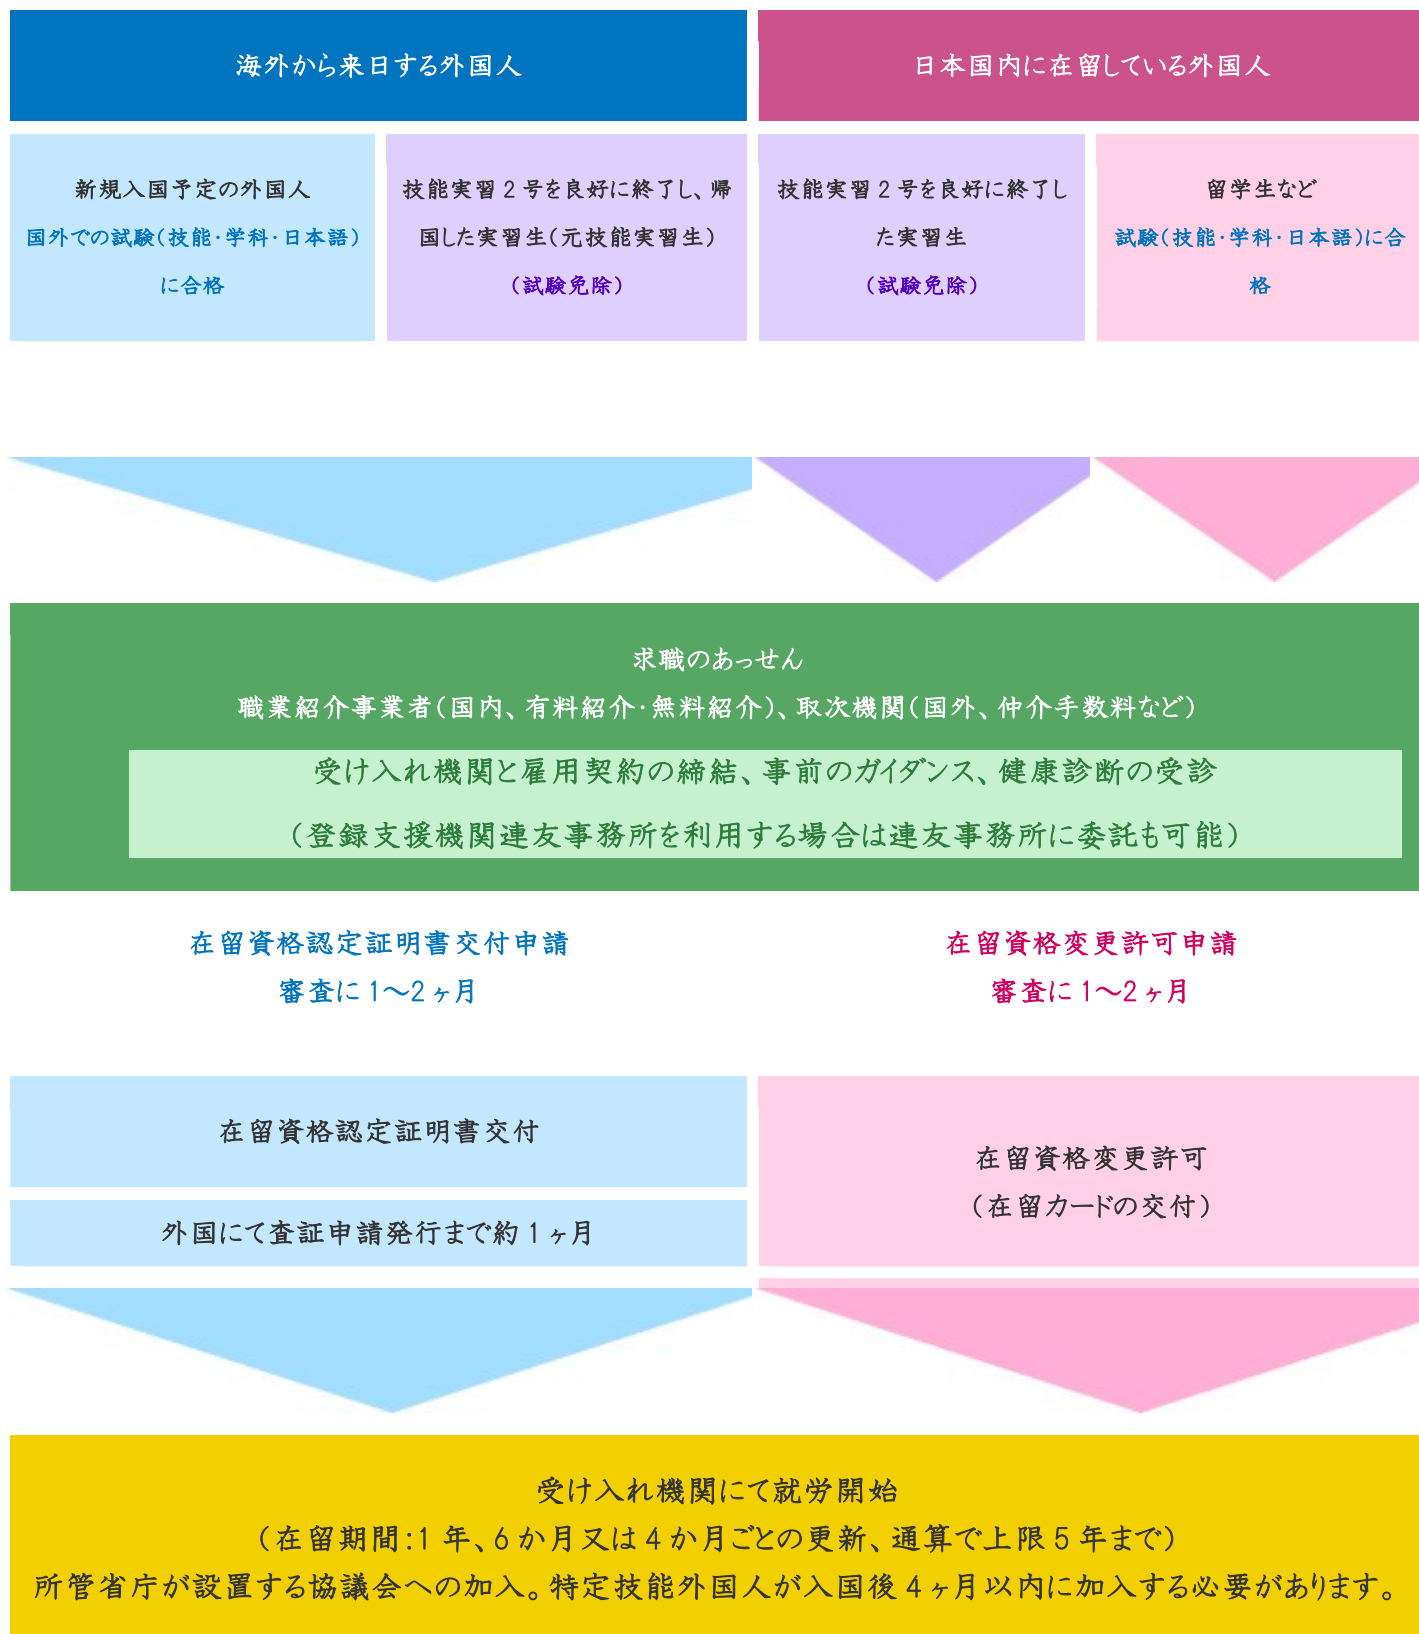 海外から来日する外国人
日本国内に在留している外国人
新規入国予定の外国人
国外での試験(技能・学科・日本語)
に合格
技能実習2号を良好に終了し、帰
国した実習生(元技能実習生)
(試験免除)
技能実習2号を良好に終了し
た実習生
(試験免除)
留学生など
試験(技能・学科・日本語)に合
格
求職のあっせん
職業紹介事業者(国内、有料紹介・無料紹介)、取次機関(国外、仲介手数料など)
受け入れ機関と雇用契約の締結、事前のガイダンス、健康診断の受診
(登録支援機関連友事務所を利用する場合は連友事務所に委託も可能)
在留資格認定証明書交付申請
審査に1～2ヶ月
在留資格変更許可申請
審査に1～2ヶ月
在留資格認定証明書交付
外国にて査証申請発行まで約1ヶ月
在留資格変更許可
(在留カードの交付)
受け入れ機関にて就労開始
(在留期間:1年、6か月又は4か月ごとの更新、通算で上限5年まで)
所管省庁が設置する協議会への加入。特定技能外国人が入国後4ヶ月以内に加入する必要があります。